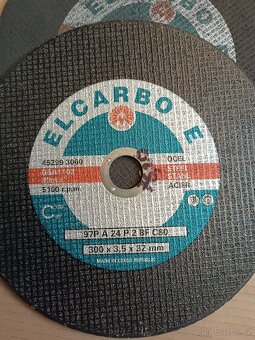 ELCARBO E
45239 3060
5100 r.p.m.
OCEL
STEEL
STAHL
ACIER
97P A 24 P 2 BF C80
300 x 3,5 x 32 mm
MADE IN CZECH REPUBLIC